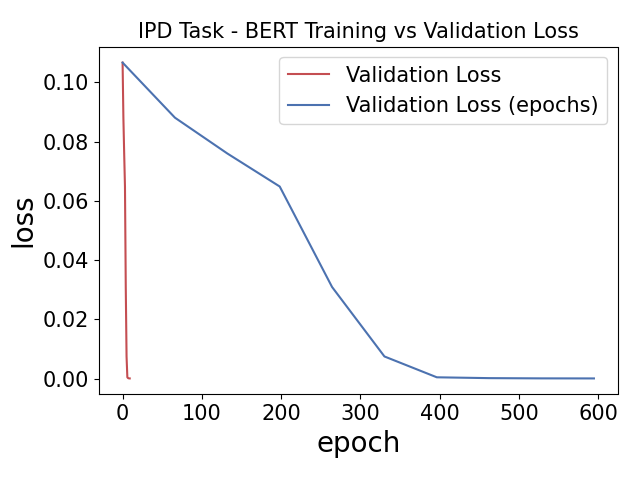 IPD Task - BERT Training vs Validation Loss
Validation Loss
Validation Loss (epochs)
loss
0.10
0.08
0.06
0.04
0.02
0.00
0 100 200 300 400 500 600
epoch